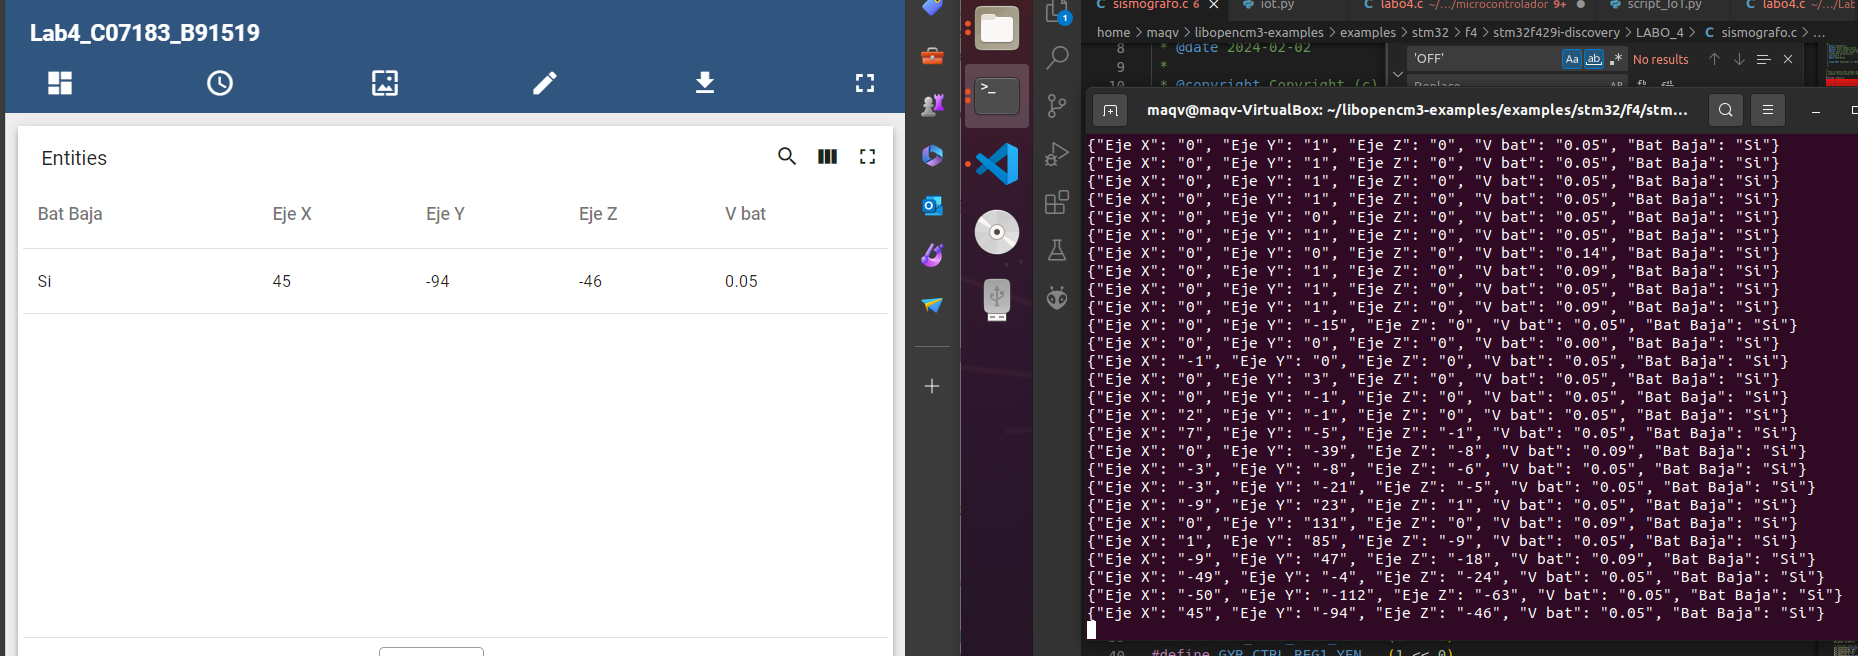 Lab4_C07183_B91519
Entities
Bat Baja Eje X Eje Y Eje Z V bat
Si 45 -94 -46 0.05
sismografo.c 6 iot.py labo4.c ~/.../microcontrolador 9+ script_IoT.py labo4.c ~/.../Lab
home > maqv > libopencm3-examples > examples > stm32 > f4 > stm32f429i-discovery > LABO_4 > C sismografo.c > ...
8 * @date 2024-02-02
9 *
10 * @copyright Copyright (c)
'OFF' Aa ab .* No results
Replace AB
1
maqv@maqv-VirtualBox: ~/libopencm3-examples/examples/stm32/f4/stm...
{"Eje X": "0", "Eje Y": "1", "Eje Z": "0", "V bat": "0.05", "Bat Baja": "Si"}
{"Eje X": "0", "Eje Y": "1", "Eje Z": "0", "V bat": "0.05", "Bat Baja": "Si"}
{"Eje X": "0", "Eje Y": "1", "Eje Z": "0", "V bat": "0.05", "Bat Baja": "Si"}
{"Eje X": "0", "Eje Y": "1", "Eje Z": "0", "V bat": "0.05", "Bat Baja": "Si"}
{"Eje X": "0", "Eje Y": "0", "Eje Z": "0", "V bat": "0.05", "Bat Baja": "Si"}
{"Eje X": "0", "Eje Y": "1", "Eje Z": "0", "V bat": "0.05", "Bat Baja": "Si"}
{"Eje X": "0", "Eje Y": "0", "Eje Z": "0", "V bat": "0.14", "Bat Baja": "Si"}
{"Eje X": "0", "Eje Y": "1", "Eje Z": "0", "V bat": "0.09", "Bat Baja": "Si"}
{"Eje X": "0", "Eje Y": "1", "Eje Z": "0", "V bat": "0.05", "Bat Baja": "Si"}
{"Eje X": "0", "Eje Y": "1", "Eje Z": "0", "V bat": "0.09", "Bat Baja": "Si"}
{"Eje X": "0", "Eje Y": "-15", "Eje Z": "0", "V bat": "0.05", "Bat Baja": "Si"}
{"Eje X": "0", "Eje Y": "0", "Eje Z": "0", "V bat": "0.00", "Bat Baja": "Si"}
{"Eje X": "-1", "Eje Y": "0", "Eje Z": "0", "V bat": "0.05", "Bat Baja": "Si"}
{"Eje X": "0", "Eje Y": "3", "Eje Z": "0", "V bat": "0.05", "Bat Baja": "Si"}
{"Eje X": "0", "Eje Y": "-1", "Eje Z": "0", "V bat": "0.05", "Bat Baja": "Si"}
{"Eje X": "2", "Eje Y": "-1", "Eje Z": "0", "V bat": "0.05", "Bat Baja": "Si"}
{"Eje X": "7", "Eje Y": "-5", "Eje Z": "-1", "V bat": "0.05", "Bat Baja": "Si"}
{"Eje X": "0", "Eje Y": "-39", "Eje Z": "-8", "V bat": "0.09", "Bat Baja": "Si"}
{"Eje X": "-3", "Eje Y": "-8", "Eje Z": "-6", "V bat": "0.05", "Bat Baja": "Si"}
{"Eje X": "-3", "Eje Y": "-21", "Eje Z": "-5", "V bat": "0.05", "Bat Baja": "Si"}
{"Eje X": "-9", "Eje Y": "23", "Eje Z": "1", "V bat": "0.05", "Bat Baja": "Si"}
{"Eje X": "0", "Eje Y": "131", "Eje Z": "0", "V bat": "0.09", "Bat Baja": "Si"}
{"Eje X": "1", "Eje Y": "85", "Eje Z": "-9", "V bat": "0.05", "Bat Baja": "Si"}
{"Eje X": "-9", "Eje Y": "47", "Eje Z": "-18", "V bat": "0.09", "Bat Baja": "Si"}
{"Eje X": "-49", "Eje Y": "-4", "Eje Z": "-24", "V bat": "0.05", "Bat Baja": "Si"}
{"Eje X": "-50", "Eje Y": "-112", "Eje Z": "-63", "V bat": "0.05", "Bat Baja": "Si"}
{"Eje X": "45", "Eje Y": "-94", "Eje Z": "-46", "V bat": "0.05", "Bat Baja": "Si"}
40 #define GYR_CTRL_REG1_YEN (1 << 0)